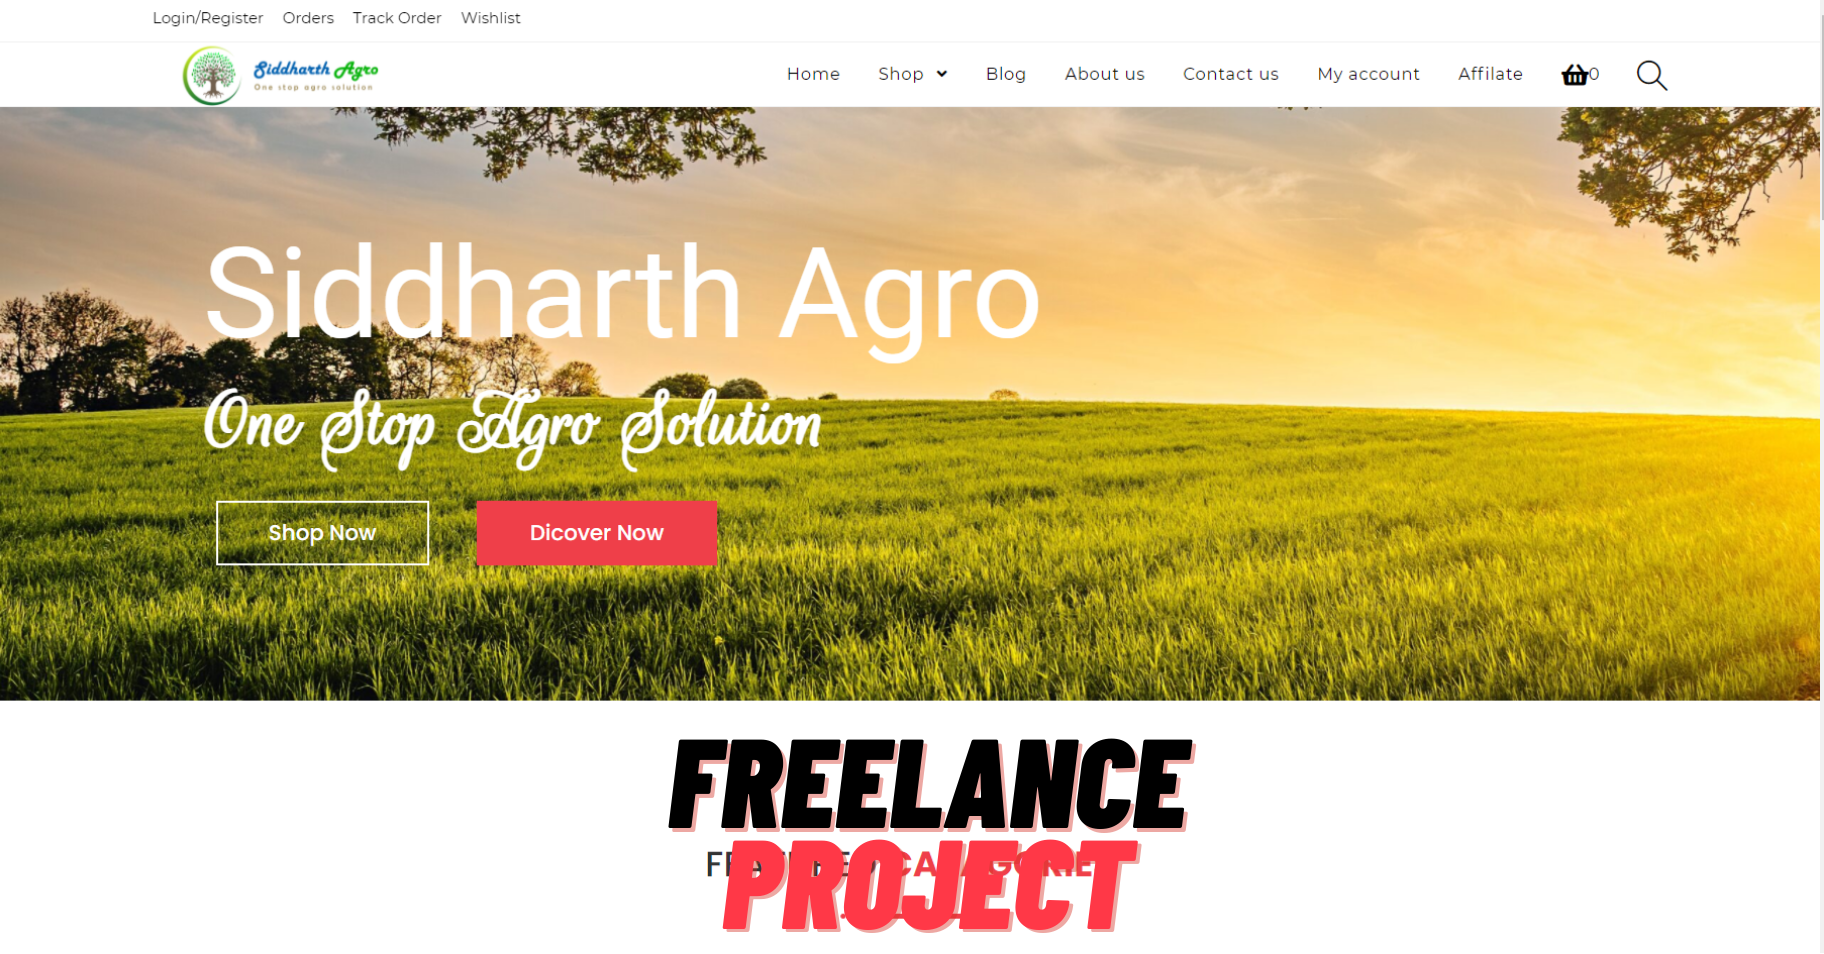 Login/Register Orders Track Order Wishlist
Siddharth Agro
One stop agro solution
Home Shop Blog About us Contact us My account Affilate 0
Siddharth Agro
One Stop Agro Solution
Shop Now Dicover Now
FREELANCE
PROJECT